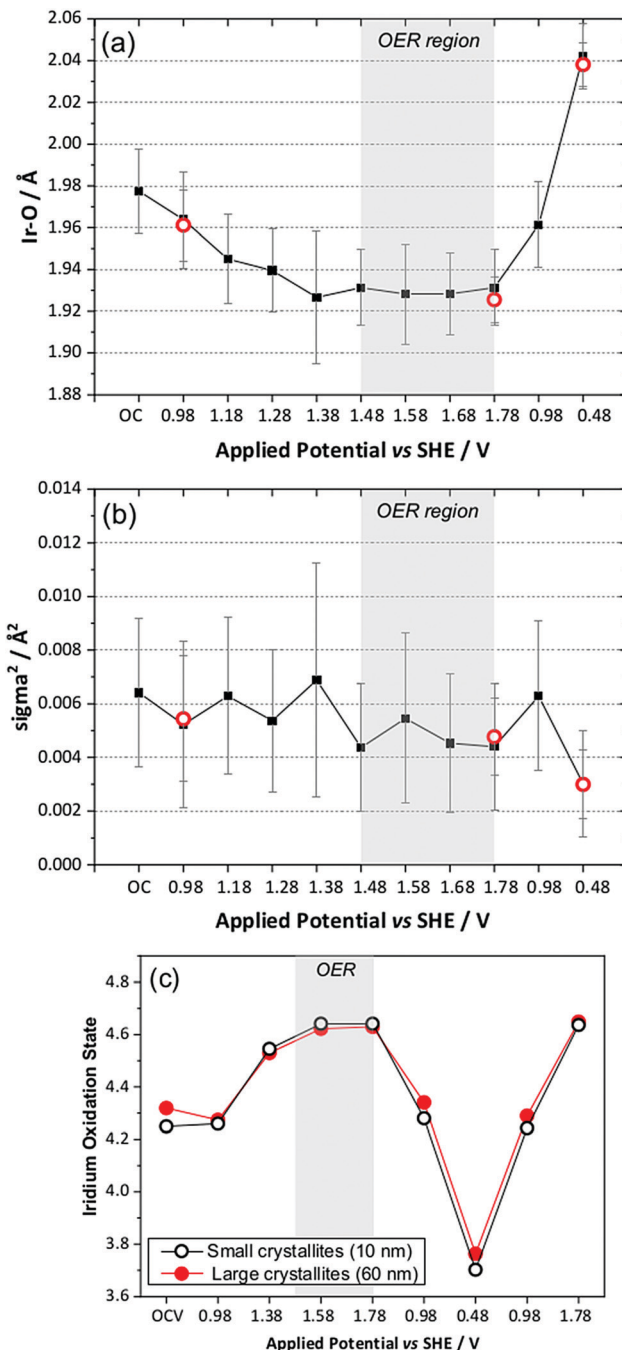 (a)
OER region
2.06
2.04
2.02
2.00
1.98
1.96
1.94
1.92
1.90
1.88
Ir-O / Å
OC 0.98 1.18 1.28 1.38 1.48 1.58 1.68 1.78 0.98 0.48
Applied Potential vs SHE / V
(b)
OER region
0.014
0.012
0.010
0.008
0.006
0.004
0.002
0.000
sigma² / Å²
OC 0.98 1.18 1.28 1.38 1.48 1.58 1.68 1.78 0.98 0.48
Applied Potential vs SHE / V
(c)
OER
4.8
4.6
4.4
4.2
4.0
3.8
3.6
Iridium Oxidation State
Small crystallites (10 nm)
Large crystallites (60 nm)
OCV 0.98 1.38 1.58 1.78 0.98 0.48 0.98 1.78
Applied Potential vs SHE / V